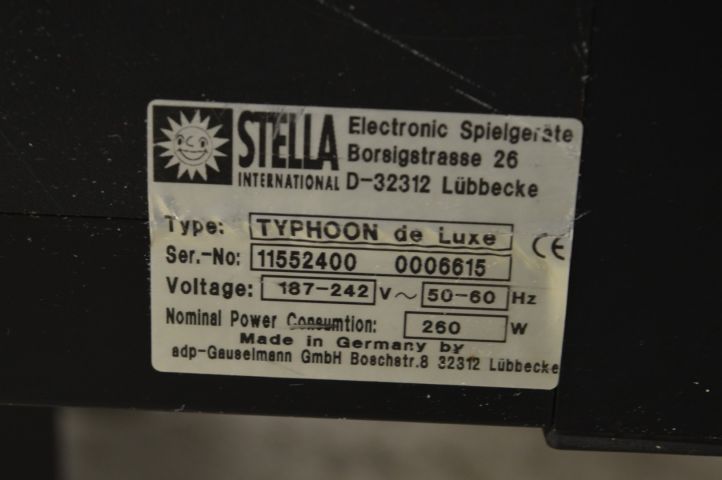 STELLA
INTERNATIONAL
Electronic Spielgeräte
Borsigstrasse 26
D-32312 Lübbecke
Type: TYPHOON de Luxe
Ser.-No: 11552400 0006615
CE
Voltage: 187-242 V~ 50-60 Hz
Nominal Power Consumtion: 260 W
Made in Germany by
adp-Gauselmann GmbH Boschstr.8 32312 Lübbecke